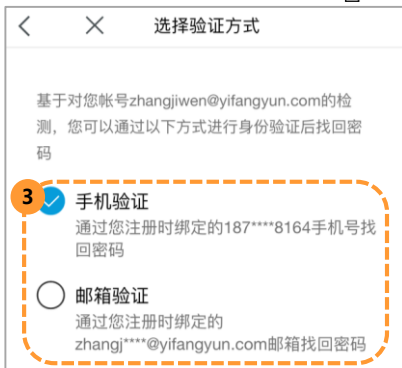 选择验证方式
基于对您帐号zhangjiwen@yifangyun.com的检
测，您可以通过以下方式进行身份验证后找回密
码
3
手机验证
通过您注册时绑定的187****8164手机号找
回密码
邮箱验证
通过您注册时绑定的
zhangj****@yifangyun.com邮箱找回密码